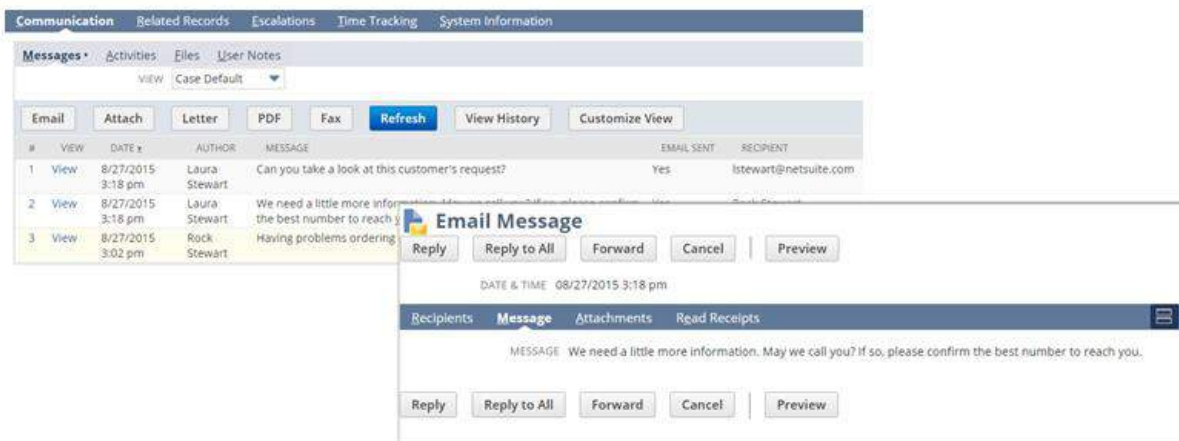 Communication Related Records Escalations Time Tracking System Information
Messages • Activities Files User Notes
VIEW Case Default
Email Attach Letter PDF Fax Refresh View History Customize View
# VIEW DATE AUTHOR MESSAGE EMAIL SENT RECIPIENT
1 View 8/27/2015 Laura Can you take a look at this customer's request? Yes lstewart@netsuite.com
3:18 pm Stewart
2 View 8/27/2015 Laura We need a little more information.
3:18 pm Stewart the best number to reach
3 View 8/27/2015 Rock Having problems ordering
3:02 pm Stewart
Email Message
Reply Reply to All Forward Cancel Preview
DATE & TIME 08/27/2015 3:18 pm
Recipients Message Attachments Read Receipts
MESSAGE We need a little more information. May we call you? If so, please confirm the best number to reach you.
Reply Reply to All Forward Cancel Preview